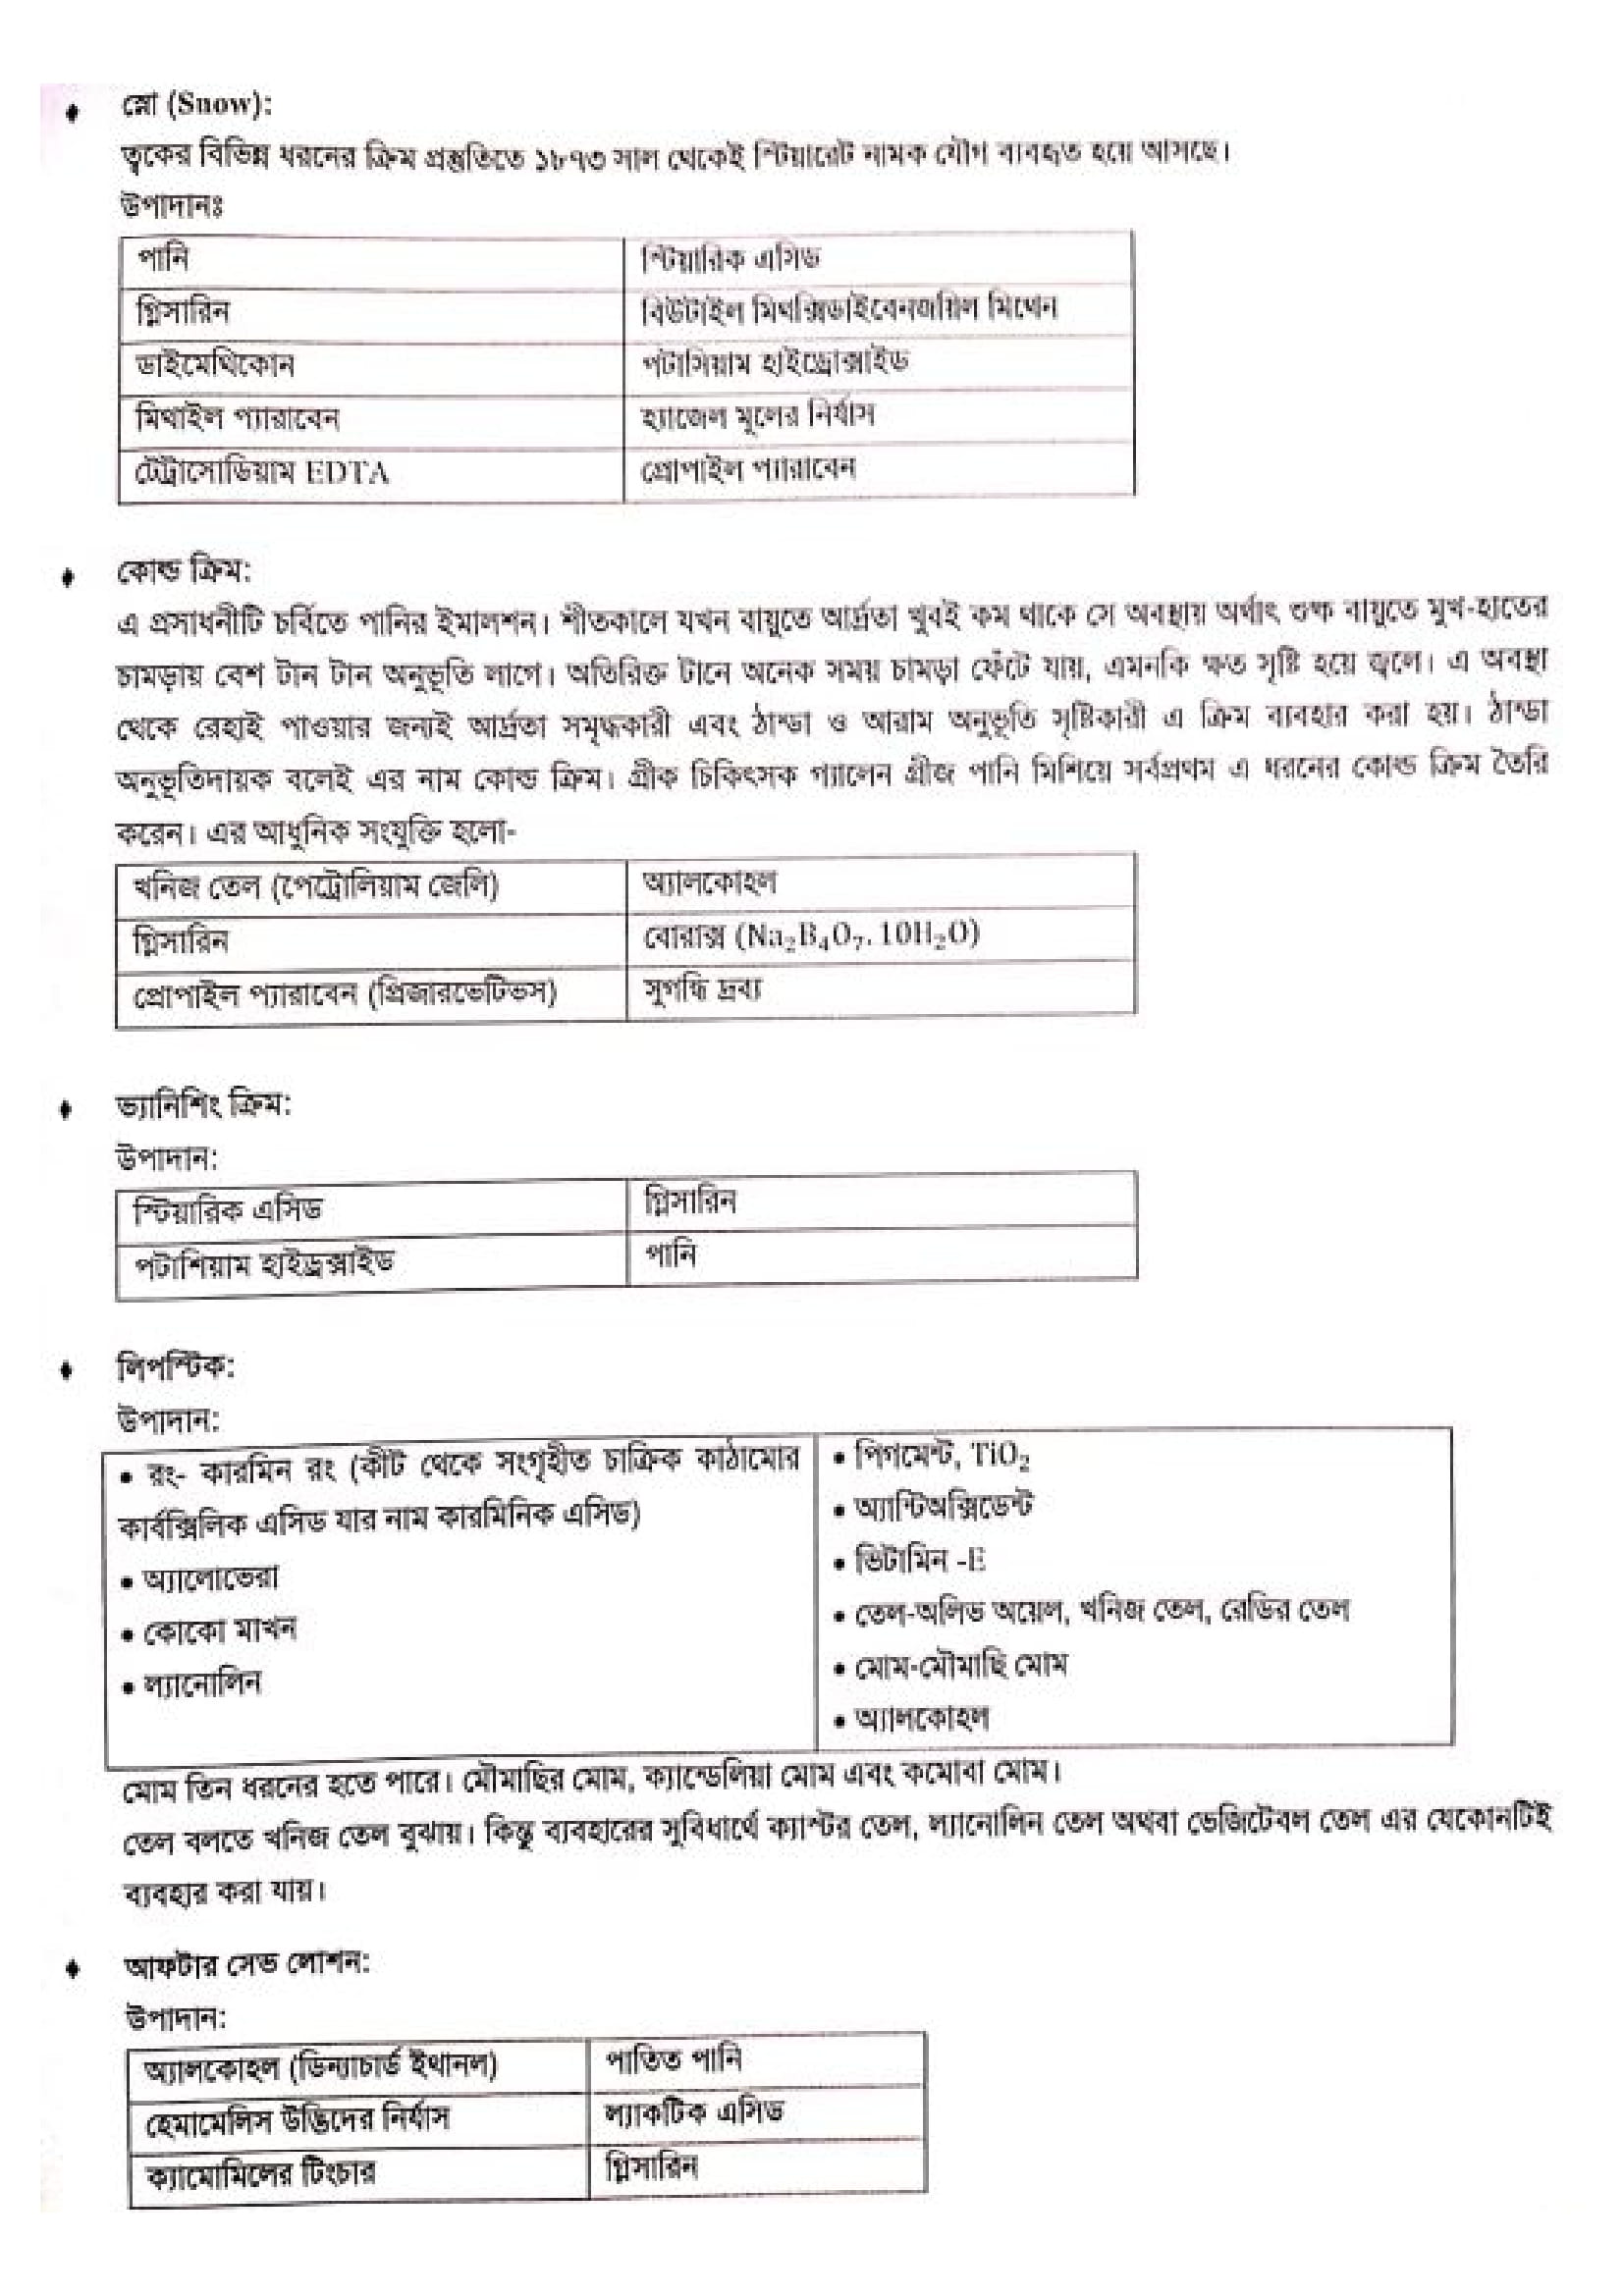 স্নো (Snow):
ত্বকের বিভিন্ন ধরনের ক্রিম প্রস্তুতিতে ১৮৭৩ সাল থেকেই স্টিয়ারেট নামক যৌগ ব্যবহৃত হয়ে আসছে।
উপাদানঃ
পানি স্টিয়ারিক এসিড
গ্লিসারিন বিউটাইল মিথক্সিডাইবেনজয়িল মিথেন
ডাইমেথিকোন পটাসিয়াম হাইড্রোক্সাইড
মিথাইল প্যারাবেন হ্যাজেল মূলের নির্যাস
টেট্রাসোডিয়াম EDTA প্রোপাইল প্যারাবেন
কোল্ড ক্রিম:
এ প্রসাধনীটি চর্বিতে পানির ইমালশন। শীতকালে যখন বায়ুতে আর্দ্রতা খুবই কম থাকে সে অবস্থায় অর্থাৎ শুষ্ক বায়ুতে মুখ-হাতের
চামড়ায় বেশ টান টান অনুভূতি লাগে। অতিরিক্ত টানে অনেক সময় চামড়া ফেঁটে যায়, এমনকি ক্ষত সৃষ্টি হয়ে জ্বলে। এ অবস্থা
থেকে রেহাই পাওয়ার জন্যই আর্দ্রতা সমৃদ্ধকারী এবং ঠান্ডা ও আরাম অনুভূতি সৃষ্টিকারী এ ক্রিম ব্যবহার করা হয়। ঠান্ডা
অনুভূতিদায়ক বলেই এর নাম কোল্ড ক্রিম। গ্রীক চিকিৎসক গ্যালেন গ্রীজ পানি মিশিয়ে সর্বপ্রথম এ ধরনের কোল্ড ক্রিম তৈরি
করেন। এর আধুনিক সংযুক্তি হলো-
খনিজ তেল (পেট্রোলিয়াম জেলি) অ্যালকোহল
গ্লিসারিন বোরাক্স (Na₂B₄O₇. 10H₂O)
প্রোপাইল প্যারাবেন (প্রিজারভেটিভস) সুগন্ধি দ্রব্য
ভ্যানিশিং ক্রিম:
উপাদান:
স্টিয়ারিক এসিড গ্লিসারিন
পটাশিয়াম হাইড্রক্সাইড পানি
লিপস্টিক:
উপাদান:
• রং- কারমিন রং (কীট থেকে সংগৃহীত চাক্রিক কাঠামোর
কার্বক্সিলিক এসিড যার নাম কারমিনিক এসিড)
• অ্যালোভেরা
• কোকো মাখন
• ল্যানোলিন
• পিগমেন্ট, TiO₂
• অ্যান্টিঅক্সিডেন্ট
• ভিটামিন -E
• তেল-অলিভ অয়েল, খনিজ তেল, রেড়ির তেল
• মোম-মৌমাছি মোম
• অ্যালকোহল
মোম তিন ধরনের হতে পারে। মৌমাছির মোম, ক্যান্ডেলিয়া মোম এবং কমোবা মোম।
তেল বলতে খনিজ তেল বুঝায়। কিন্তু ব্যবহারের সুবিধার্থে ক্যাস্টর তেল, ল্যানোলিন তেল অথবা ভেজিটেবল তেল এর যেকোনটিই
ব্যবহার করা যায়।
আফটার সেভ লোশন:
উপাদান:
অ্যালকোহল (ডিন্যাচার্ড ইথানল) পাতিত পানি
হেমামেলিস উদ্ভিদের নির্যাস ল্যাকটিক এসিড
ক্যামোমিলের টিংচার গ্লিসারিন